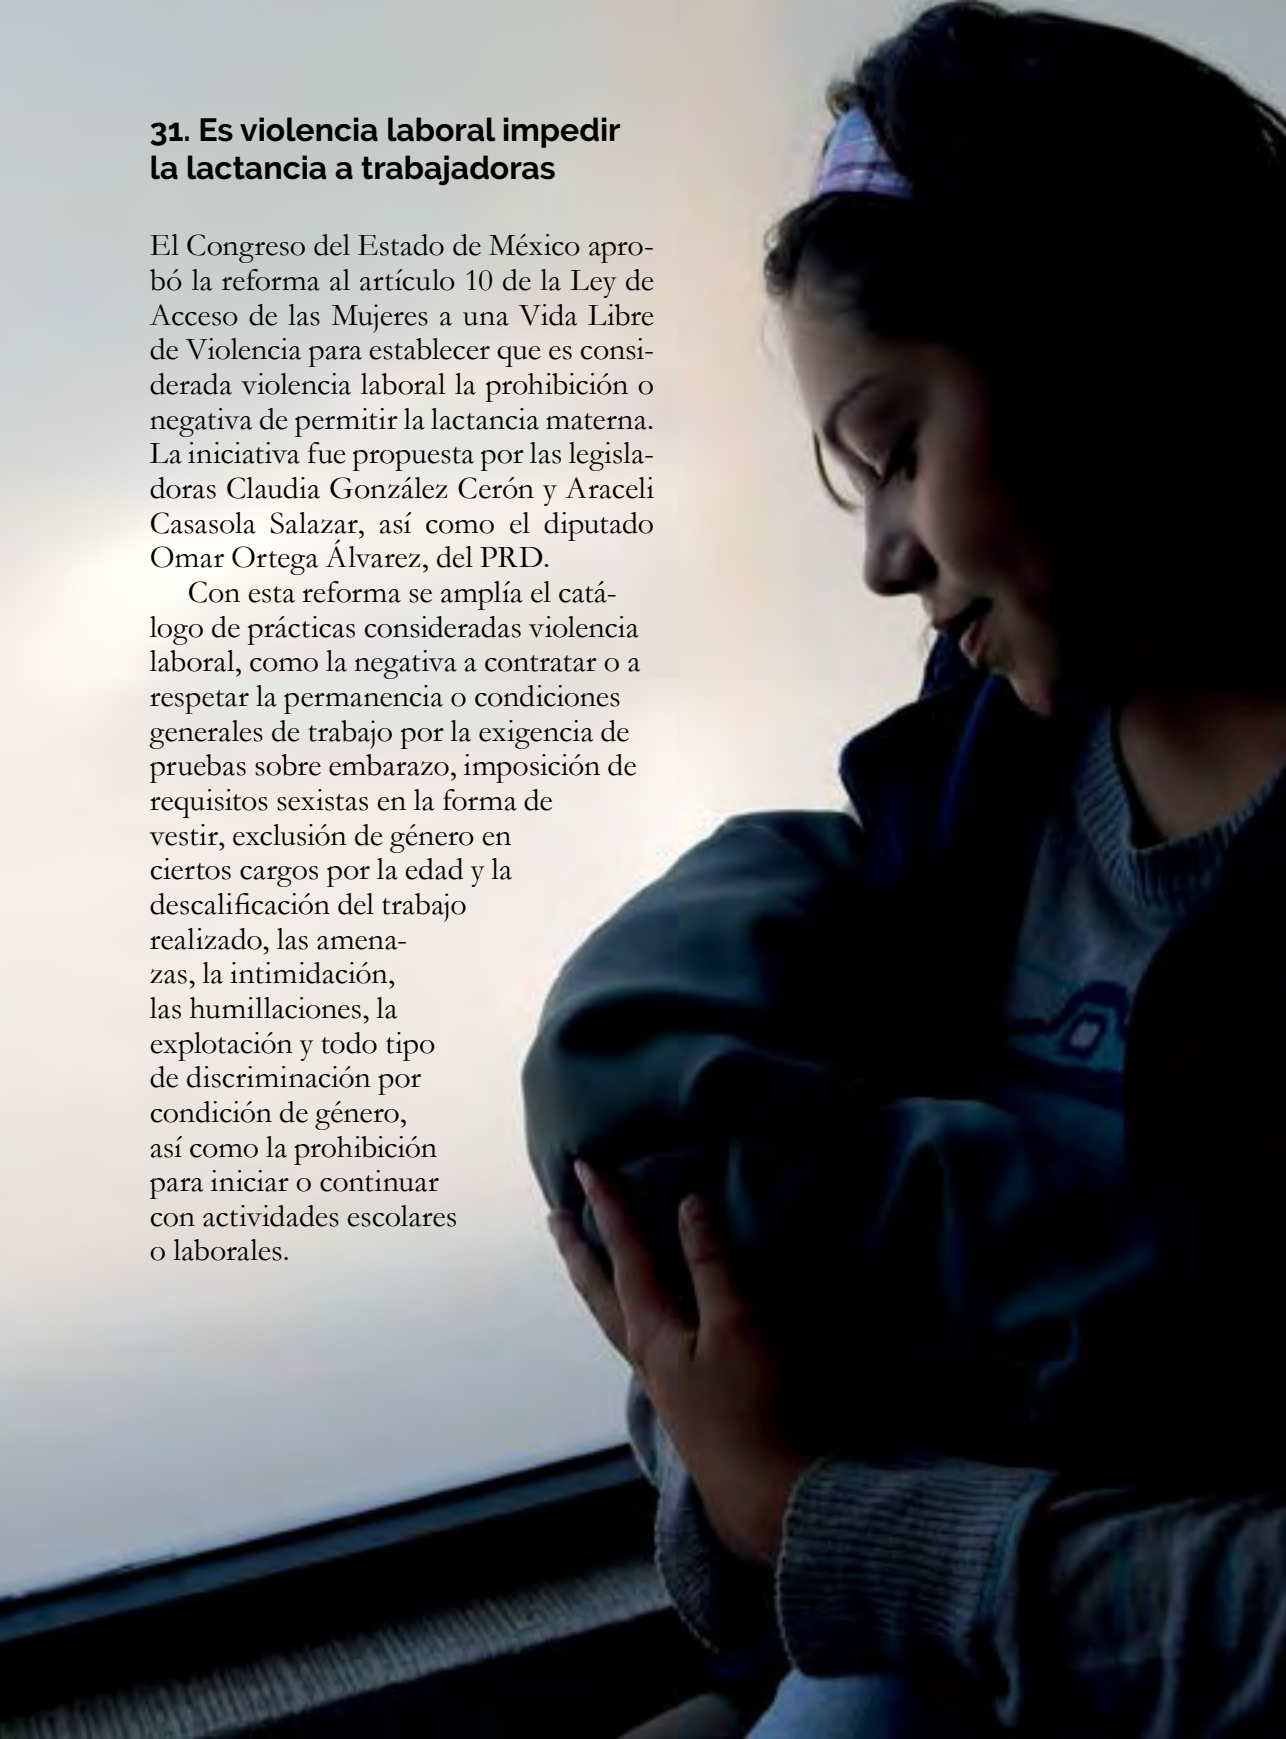 31. Es violencia laboral impedir
la lactancia a trabajadoras
El Congreso del Estado de México apro-
bó la reforma al artículo 10 de la Ley de
Acceso de las Mujeres a una Vida Libre
de Violencia para establecer que es consi-
derada violencia laboral la prohibición o
negativa de permitir la lactancia materna.
La iniciativa fue propuesta por las legisla-
doras Claudia González Cerón y Araceli
Casasola Salazar, así como el diputado
Omar Ortega Álvarez, del PRD.
Con esta reforma se amplía el catá-
logo de prácticas consideradas violencia
laboral, como la negativa a contratar o a
respetar la permanencia o condiciones
generales de trabajo por la exigencia de
pruebas sobre embarazo, imposición de
requisitos sexistas en la forma de
vestir, exclusión de género en
ciertos cargos por la edad y la
descalificación del trabajo
realizado, las amena-
zas, la intimidación,
las humillaciones, la
explotación y todo tipo
de discriminación por
condición de género,
así como la prohibición
para iniciar o continuar
con actividades escolares
o laborales.